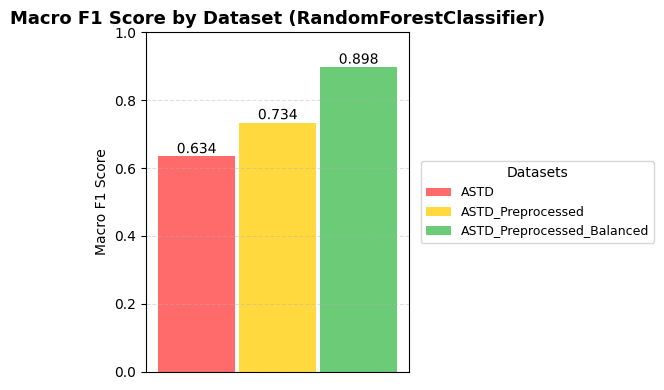 Macro F1 Score by Dataset (RandomForestClassifier)
1.0
0.8
0.6
0.4
0.2
0.0
Macro F1 Score
0.634
0.734
0.898
Datasets
ASTD
ASTD_Preprocessed
ASTD_Preprocessed_Balanced